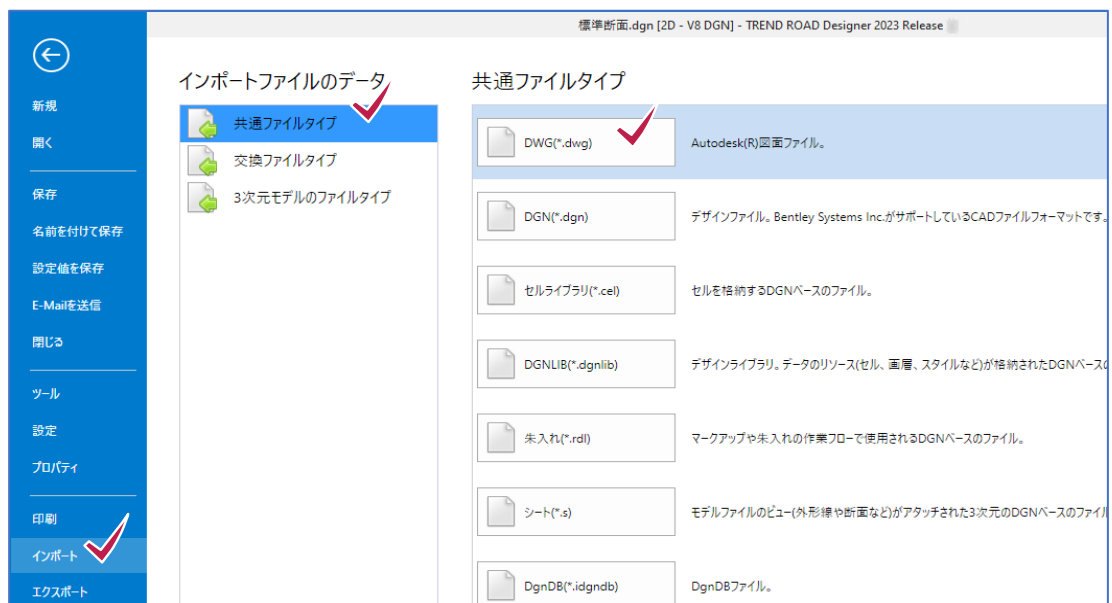 標準断面.dgn [2D - V8 DGN] - TREND ROAD Designer 2023 Release
新規
開く
保存
名前を付けて保存
設定値を保存
E-Mailを送信
閉じる
ツール
設定
プロパティ
印刷
インポート
エクスポート
インポートファイルのデータ
共通ファイルタイプ
交換ファイルタイプ
3次元モデルのファイルタイプ
共通ファイルタイプ
DWG(*.dwg) Autodesk(R)図面ファイル。
DGN(*.dgn) デザインファイル。Bentley Systems Inc.がサポートしているCADファイルフォーマットです。
セルライブラリ(*.cel) セルを格納するDGNベースのファイル。
DGNLIB(*.dgnlib) デザインライブラリ。データのリソース(セル、画層、スタイルなど)が格納されたDGNベースの
朱入れ(*.rdl) マークアップや朱入れの作業フローで使用されるDGNベースのファイル。
シート(*.s) モデルファイルのビュー(外形線や断面など)がアタッチされた3次元のDGNベースのファイル
DgnDB(*.idgndb) DgnDBファイル。